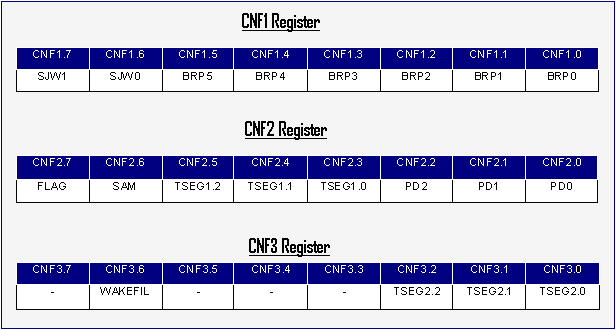 CNF1 Register
CNF1.7 CNF1.6 CNF1.5 CNF1.4 CNF1.3 CNF1.2 CNF1.1 CNF1.0
SJW1 SJW0 BRP5 BRP4 BRP3 BRP2 BRP1 BRP0
CNF2 Register
CNF2.7 CNF2.6 CNF2.5 CNF2.4 CNF2.3 CNF2.2 CNF2.1 CNF2.0
FLAG SAM TSEG1.2 TSEG1.1 TSEG1.0 PD2 PD1 PD0
CNF3 Register
CNF3.7 CNF3.6 CNF3.5 CNF3.4 CNF3.3 CNF3.2 CNF3.1 CNF3.0
- WAKEFIL - - - TSEG2.2 TSEG2.1 TSEG2.0